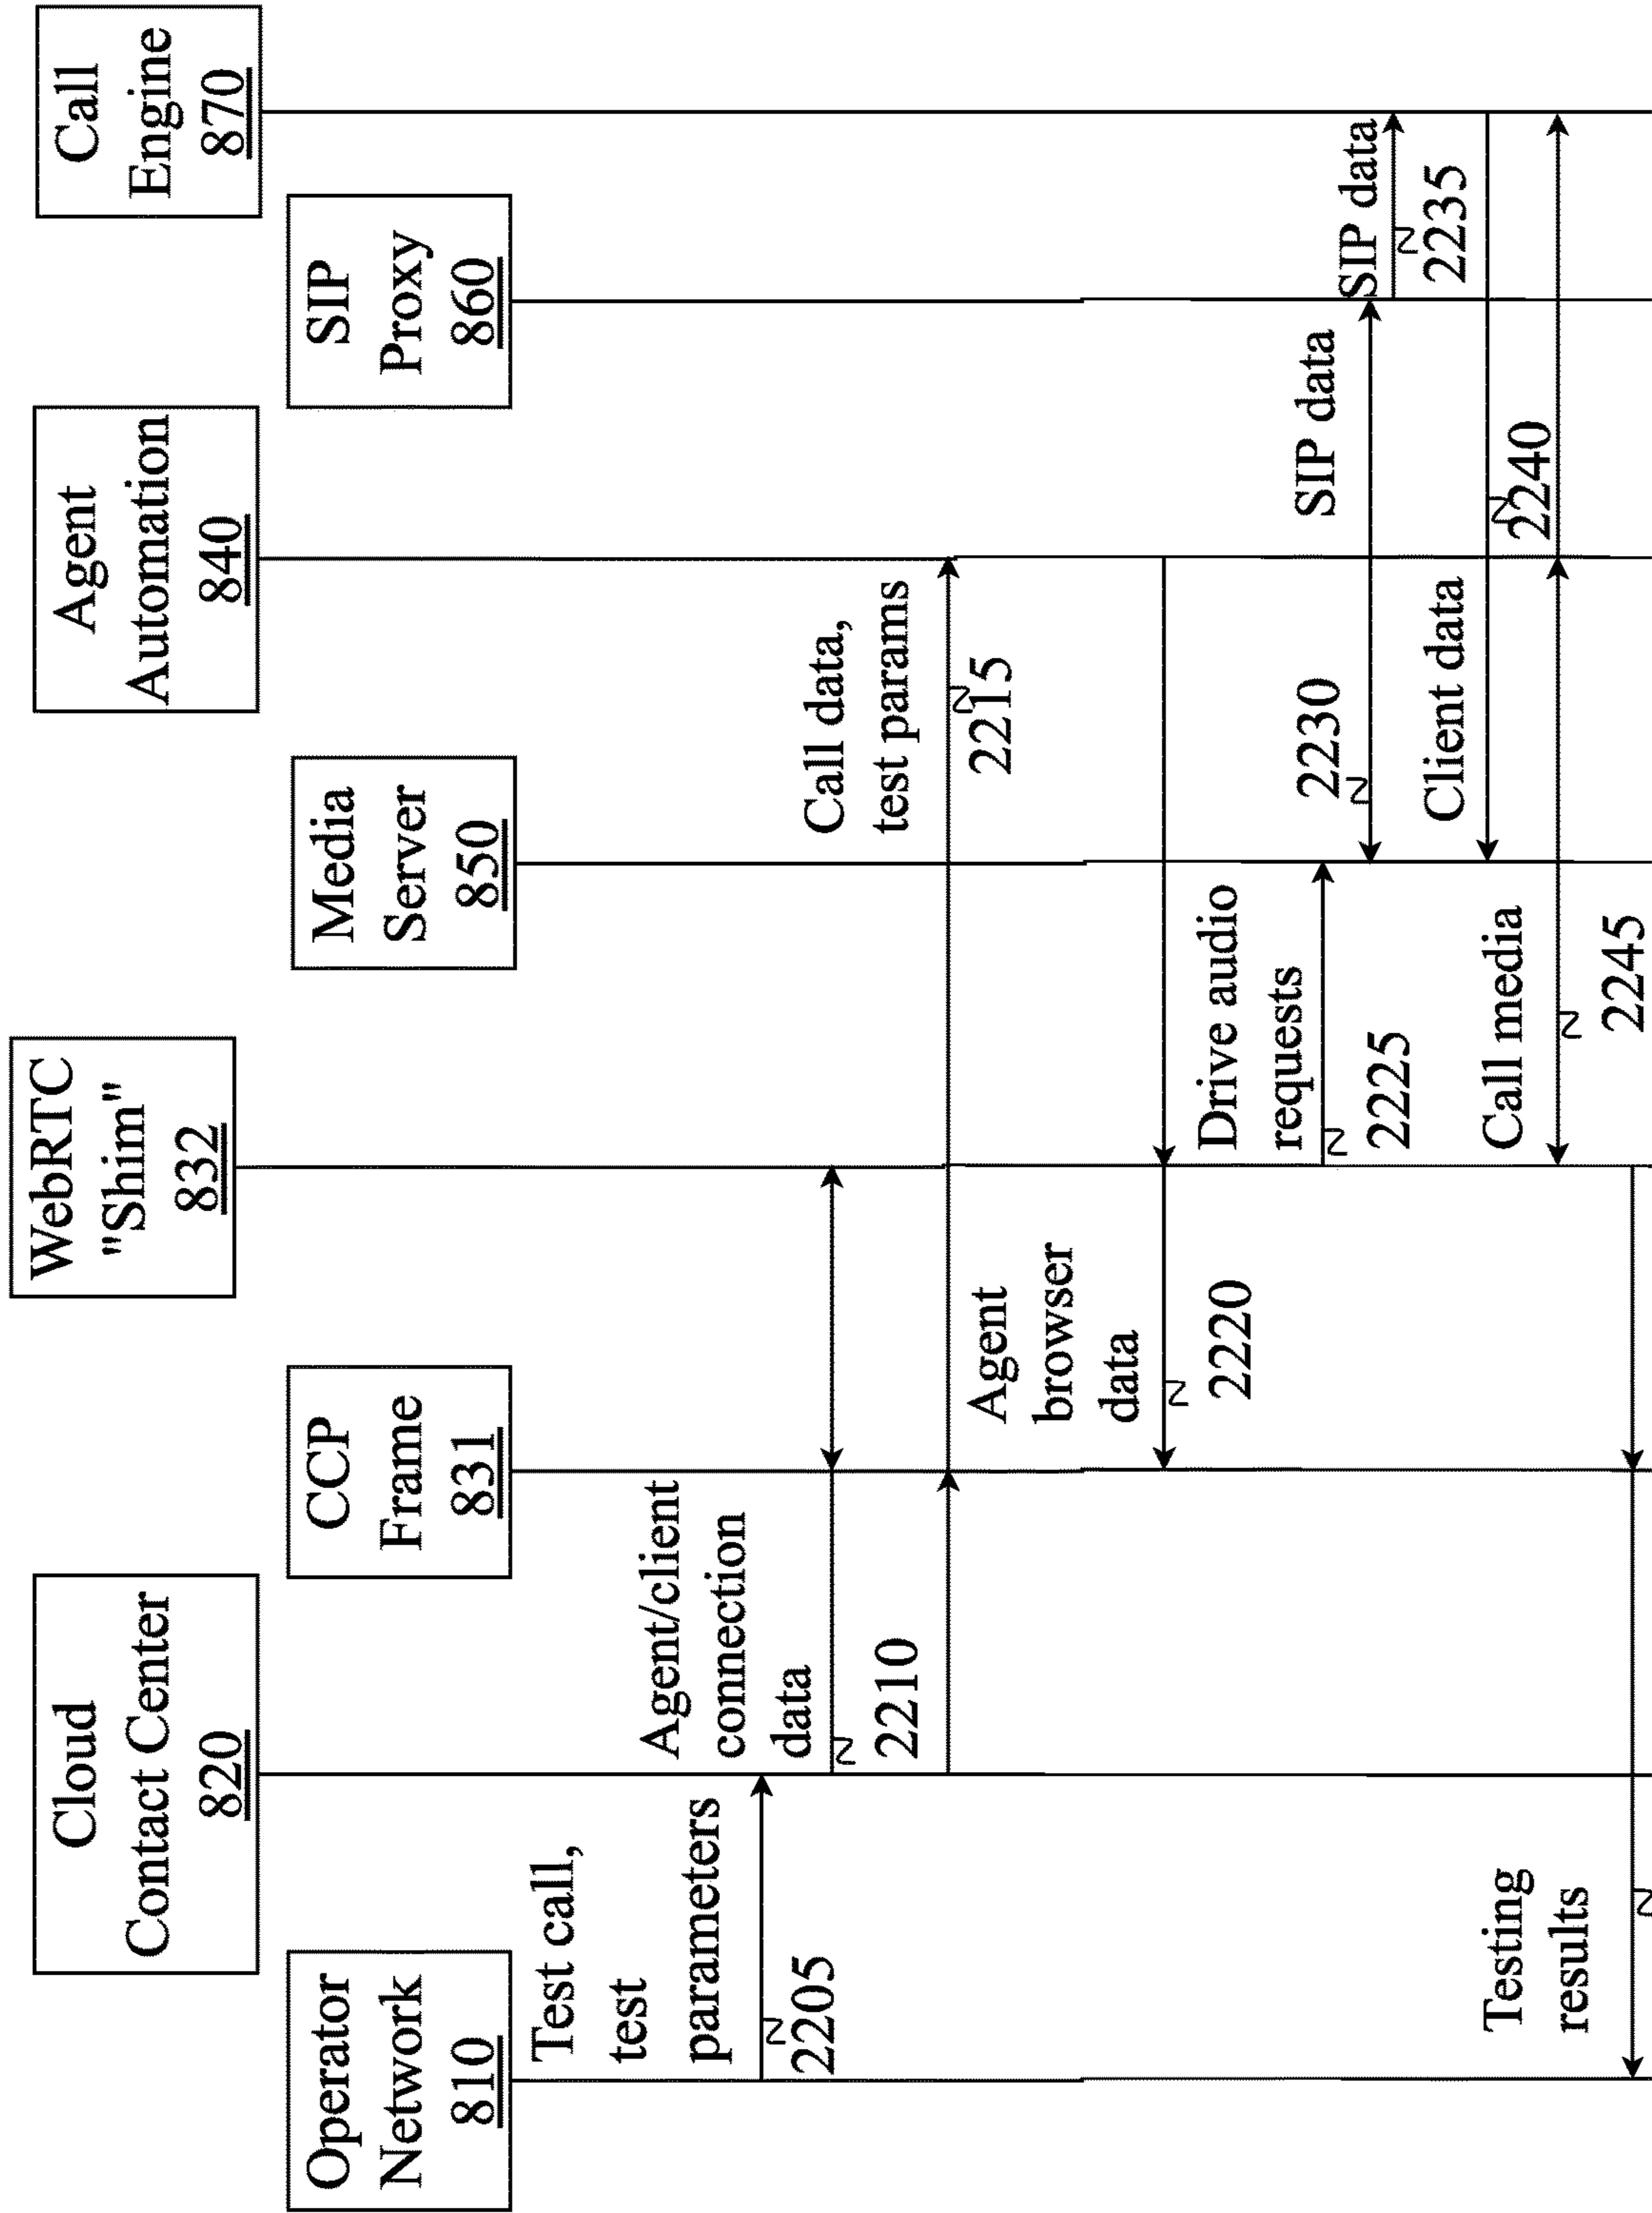 Operator
Network
810
Cloud
Contact Center
820
CCP
Frame
831
WebRTC
"Shim"
832
Media
Server
850
Agent
Automation
840
SIP
Proxy
860
Call
Engine
870
Test call,
test
parameters
2205
Agent/client
connection
data
2210
Call data,
test params
2215
Agent
browser
data
2220
Drive audio
requests
2225
SIP data
2230
SIP data
2235
Client data
2240
Call media
2245
Testing
results